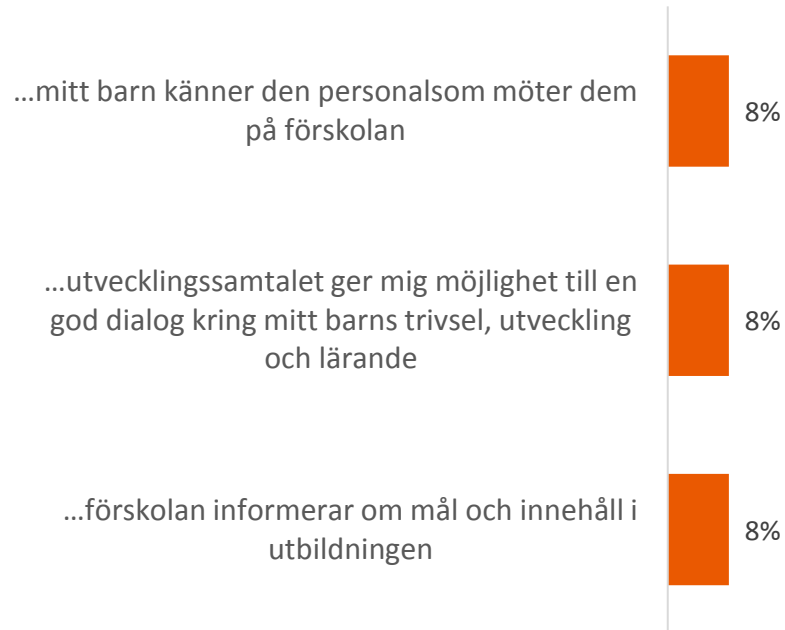 ...mitt barn känner den personalsom möter dem
på förskolan
8%
...utvecklingssamtalet ger mig möjlighet till en
god dialog kring mitt barns trivsel, utveckling
och lärande
8%
...förskolan informerar om mål och innehåll i
utbildningen
8%